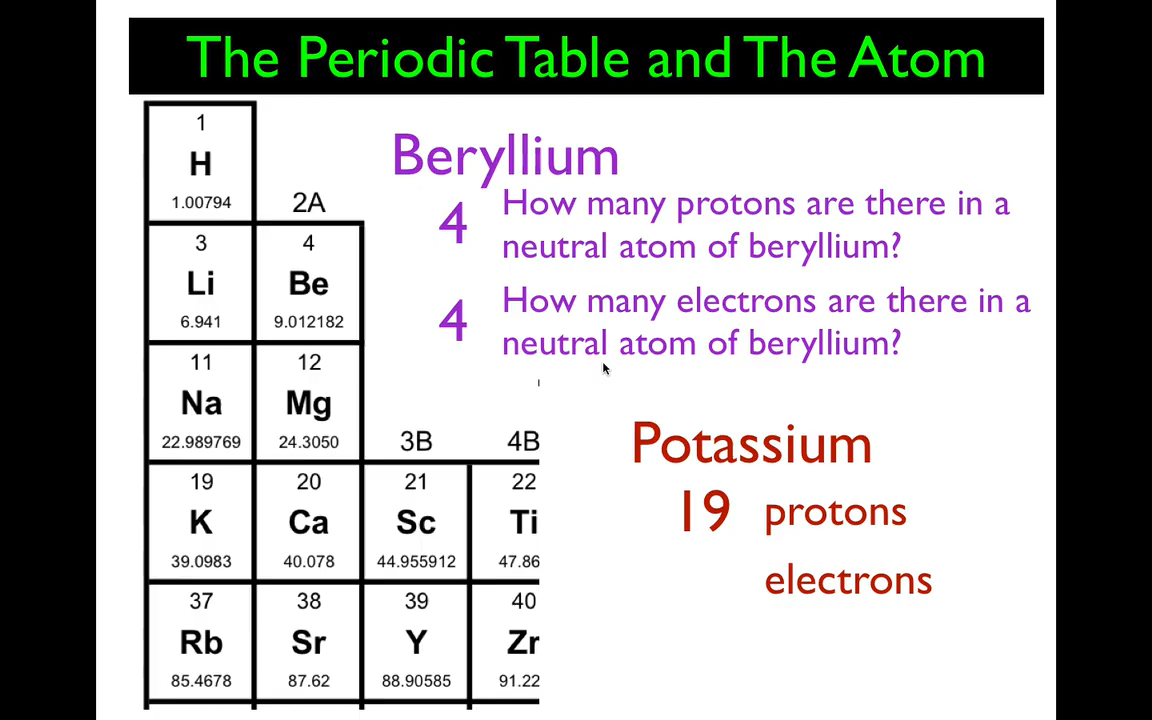 The Periodic Table and The Atom
1
H
1.00794
2A
3
Li
6.941
4
Be
9.012182
11
Na
22.989769
12
Mg
24.3050
3B
4B
19
K
39.0983
20
Ca
40.078
21
Sc
44.955912
22
Ti
47.86
37
Rb
85.4678
38
Sr
87.62
39
Y
88.90585
40
Zr
91.22
Beryllium
4 How many protons are there in a
neutral atom of beryllium?
4 How many electrons are there in a
neutral atom of beryllium?
Potassium
19 protons
electrons